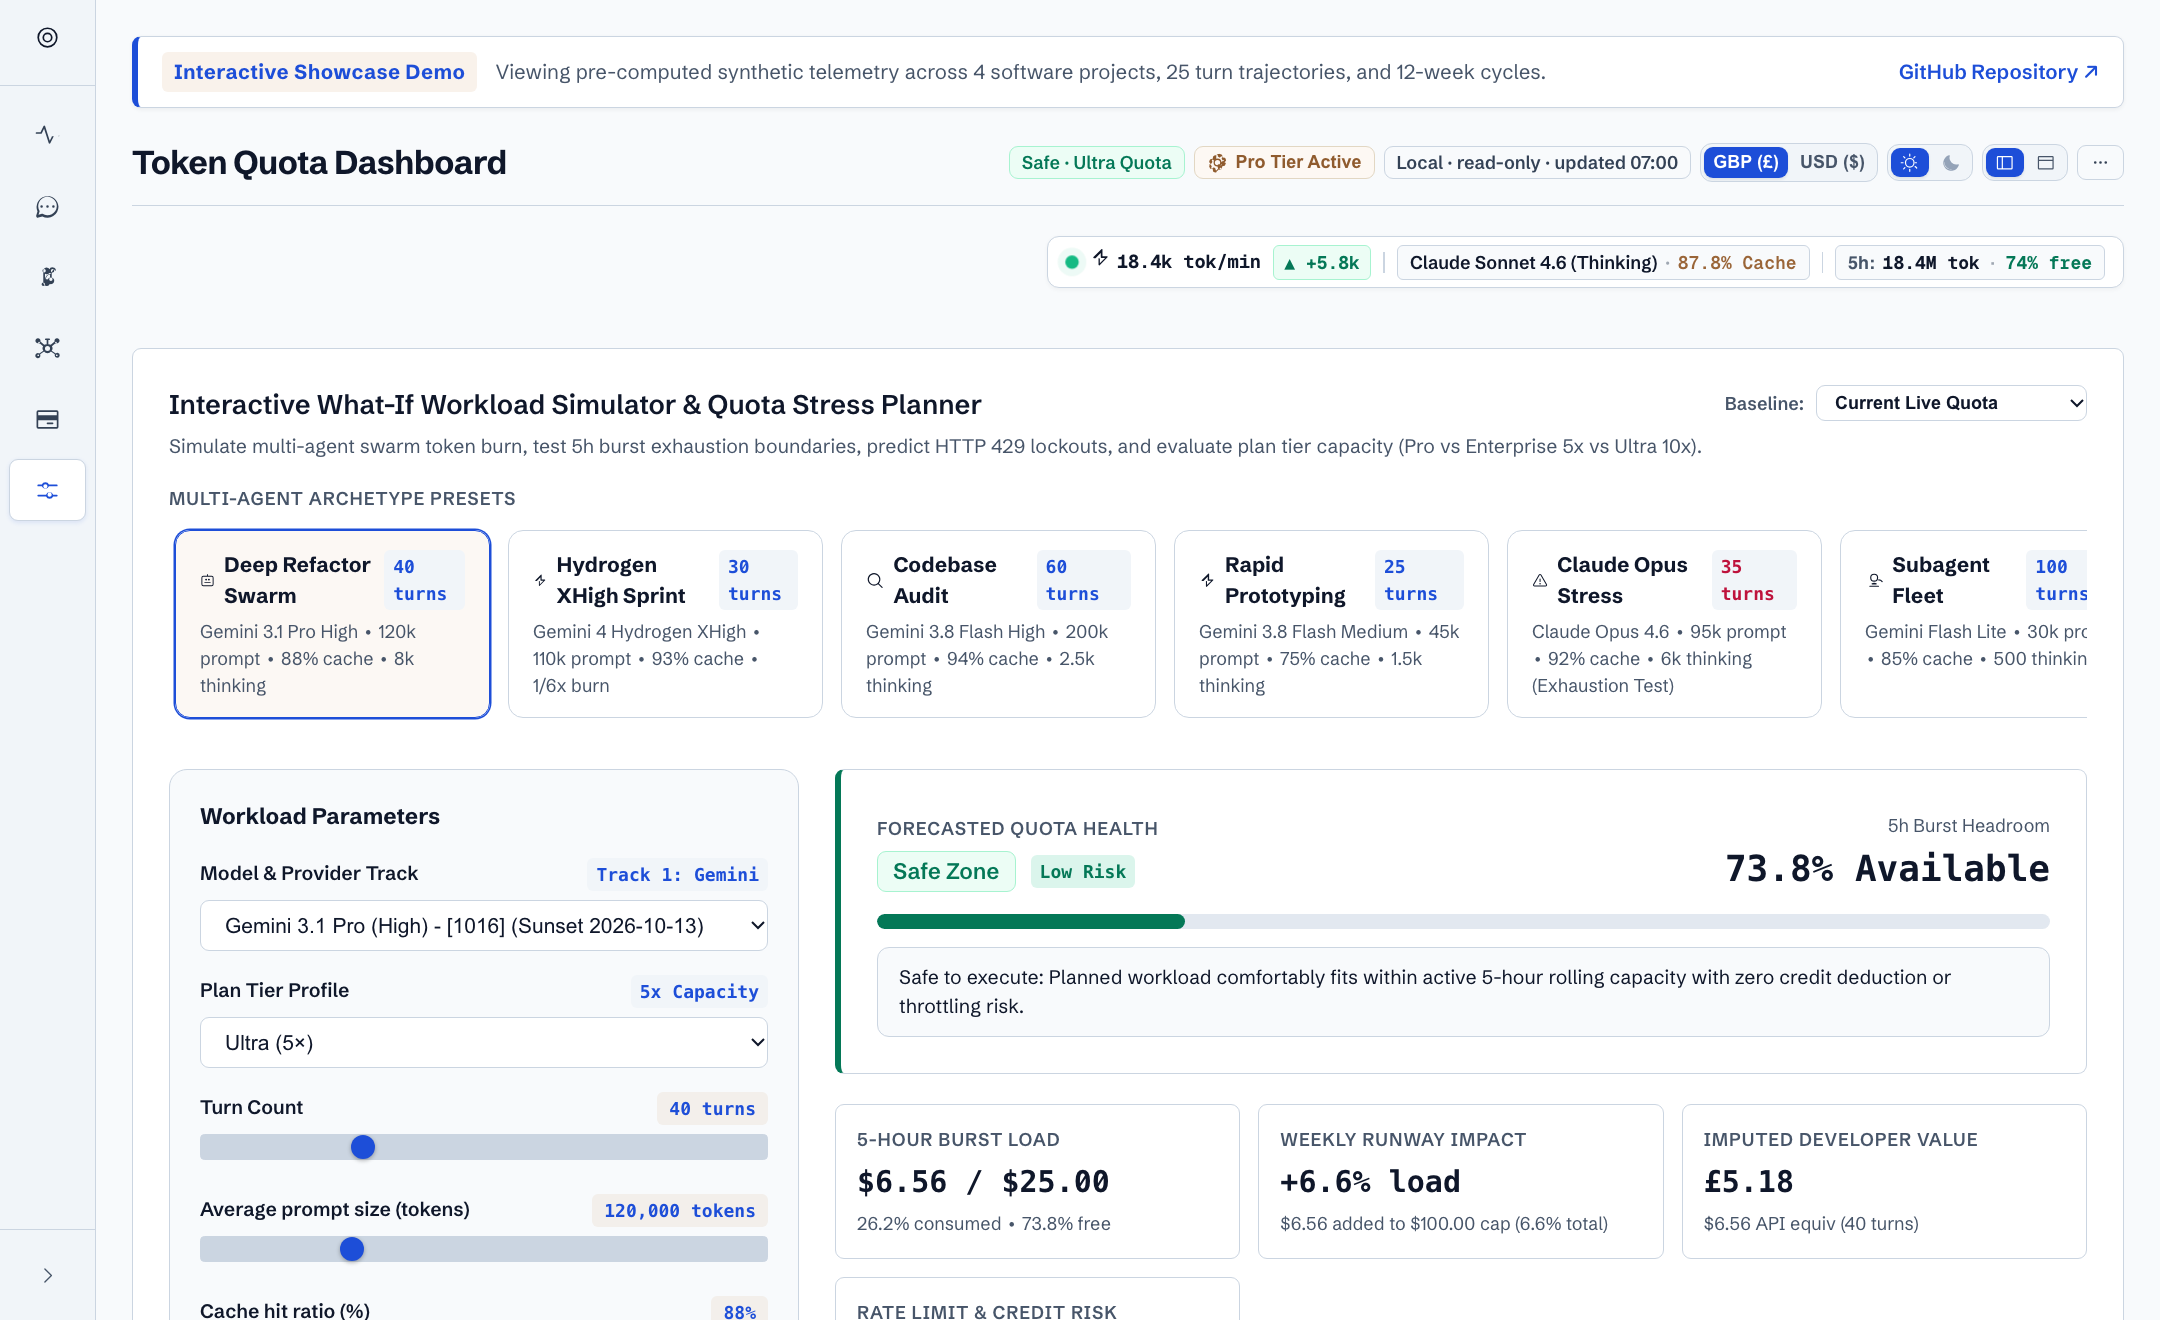 Interactive Showcase Demo Viewing pre-computed synthetic telemetry across 4 software projects, 25 turn trajectories, and 12-week cycles. GitHub Repository ↗
Token Quota Dashboard Safe · Ultra Quota Pro Tier Active Local · read-only · updated 07:00 GBP (£) USD ($) ...
18.4k tok/min ▲ +5.8k Claude Sonnet 4.6 (Thinking) · 87.8% Cache 5h: 18.4M tok · 74% free
Interactive What-If Workload Simulator & Quota Stress Planner Baseline: Current Live Quota
Simulate multi-agent swarm token burn, test 5h burst exhaustion boundaries, predict HTTP 429 lockouts, and evaluate plan tier capacity (Pro vs Enterprise 5x vs Ultra 10x).
MULTI-AGENT ARCHETYPE PRESETS
Deep Refactor
Swarm
40
turns
Gemini 3.1 Pro High • 120k
prompt • 88% cache • 8k
thinking
Hydrogen
XHigh Sprint
30
turns
Gemini 4 Hydrogen XHigh •
110k prompt • 93% cache •
1/6x burn
Codebase
Audit
60
turns
Gemini 3.8 Flash High • 200k
prompt • 94% cache • 2.5k
thinking
Rapid
Prototyping
25
turns
Gemini 3.8 Flash Medium • 45k
prompt • 75% cache • 1.5k
thinking
Claude Opus
Stress
35
turns
Claude Opus 4.6 • 95k prompt
• 92% cache • 6k thinking
(Exhaustion Test)
Subagent
Fleet
100
turns
Gemini Flash Lite • 30k
• 85% cache • 500
Workload Parameters
Model & Provider Track Track 1: Gemini
Gemini 3.1 Pro (High) - [1016] (Sunset 2026-10-13)
Plan Tier Profile 5x Capacity
Ultra (5×)
Turn Count 40 turns
Average prompt size (tokens) 120,000 tokens
Cache hit ratio (%) 88%
FORECASTED QUOTA HEALTH 5h Burst Headroom
Safe Zone Low Risk 73.8% Available
Safe to execute: Planned workload comfortably fits within active 5-hour rolling capacity with zero credit deduction or
throttling risk.
5-HOUR BURST LOAD
$6.56 / $25.00
26.2% consumed • 73.8% free
WEEKLY RUNWAY IMPACT
+6.6% load
$6.56 added to $100.00 cap (6.6% total)
IMPUTED DEVELOPER VALUE
£5.18
$6.56 API equiv (40 turns)
RATE LIMIT & CREDIT RISK